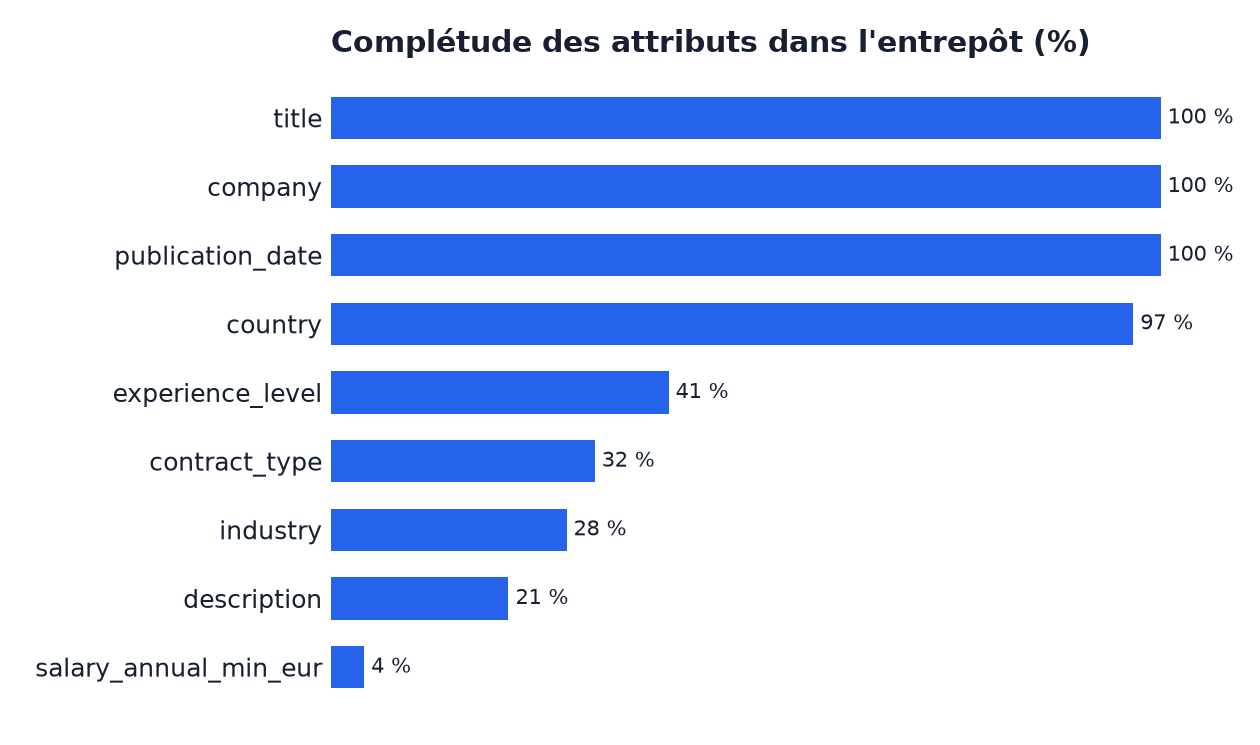 Complétude des attributs dans l'entrepôt (%)
title 100 %
company 100 %
publication_date 100 %
country 97 %
experience_level 41 %
contract_type 32 %
industry 28 %
description 21 %
salary_annual_min_eur 4 %